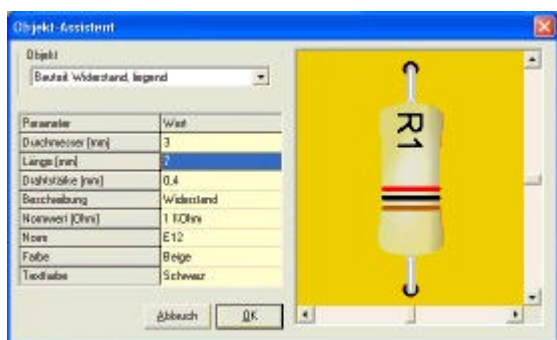 Objekt-Assistent
Objekt
Bauteil: Widerstand, liegend
Parameter Wert
Durchmesser [mm] 3
Länge [mm] 7
Drahtstärke [mm] 0,4
Beschreibung Widerstand
Nennwert [Ohm] 1 KOhm
Norm E12
Farbe Beige
Textfarbe Schwarz
Abbruch OK
R1